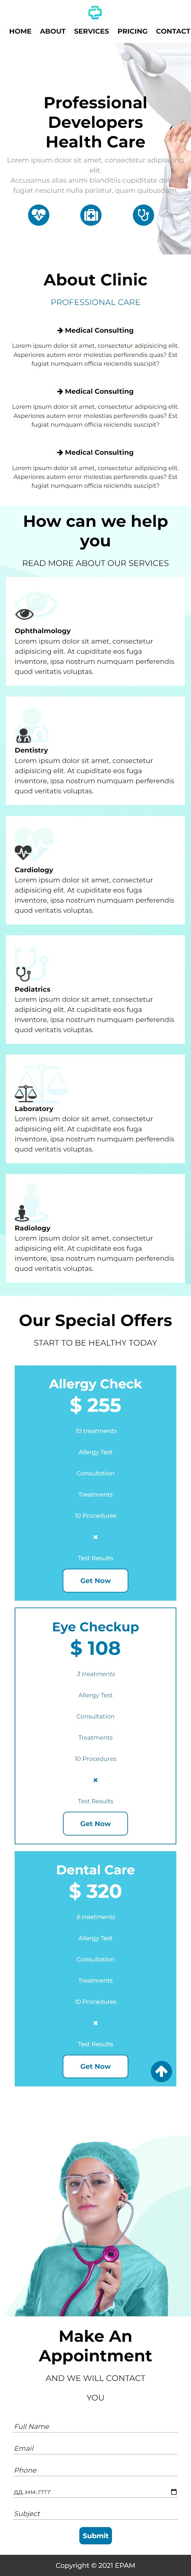 HOME ABOUT SERVICES PRICING CONTACT
Professional
Developers
Health Care
Lorem ipsum dolor sit amet, consectetur adipisicing
elit.
Accusamus alias animi blanditiis cupiditate dolor
fugiat nesciunt nulla pariatur, quam quibusdam.
About Clinic
PROFESSIONAL CARE
Medical Consulting
Lorem ipsum dolor sit amet, consectetur adipisicing elit.
Asperiores autem error molestias perferendis quas? Est
fugiat numquam officia reiciendis suscipit?
Medical Consulting
Lorem ipsum dolor sit amet, consectetur adipisicing elit.
Asperiores autem error molestias perferendis quas? Est
fugiat numquam officia reiciendis suscipit?
Medical Consulting
Lorem ipsum dolor sit amet, consectetur adipisicing elit.
Asperiores autem error molestias perferendis quas? Est
fugiat numquam officia reiciendis suscipit?
How can we help
you
READ MORE ABOUT OUR SERVICES
Ophthalmology
Lorem ipsum dolor sit amet, consectetur
adipisicing elit. At cupiditate eos fuga
inventore, ipsa nostrum numquam perferendis
quod veritatis voluptas.
Dentistry
Lorem ipsum dolor sit amet, consectetur
adipisicing elit. At cupiditate eos fuga
inventore, ipsa nostrum numquam perferendis
quod veritatis voluptas.
Cardiology
Lorem ipsum dolor sit amet, consectetur
adipisicing elit. At cupiditate eos fuga
inventore, ipsa nostrum numquam perferendis
quod veritatis voluptas.
Pediatrics
Lorem ipsum dolor sit amet, consectetur
adipisicing elit. At cupiditate eos fuga
inventore, ipsa nostrum numquam perferendis
quod veritatis voluptas.
Laboratory
Lorem ipsum dolor sit amet, consectetur
adipisicing elit. At cupiditate eos fuga
inventore, ipsa nostrum numquam perferendis
quod veritatis voluptas.
Radiology
Lorem ipsum dolor sit amet, consectetur
adipisicing elit. At cupiditate eos fuga
inventore, ipsa nostrum numquam perferendis
quod veritatis voluptas.
Our Special Offers
START TO BE HEALTHY TODAY
Allergy Check
$ 255
10 treatments
Allergy Test
Consultation
Treatments
10 Procedures
Test Results
Get Now
Eye Checkup
$ 108
3 treatments
Allergy Test
Consultation
Treatments
10 Procedures
Test Results
Get Now
Dental Care
$ 320
6 treatments
Allergy Test
Consultation
Treatments
10 Procedures
Test Results
Get Now
Make An
Appointment
AND WE WILL CONTACT
YOU
Full Name
Email
Phone
дд.мм.гггг
Subject
Submit
Copyright © 2021 EPAM